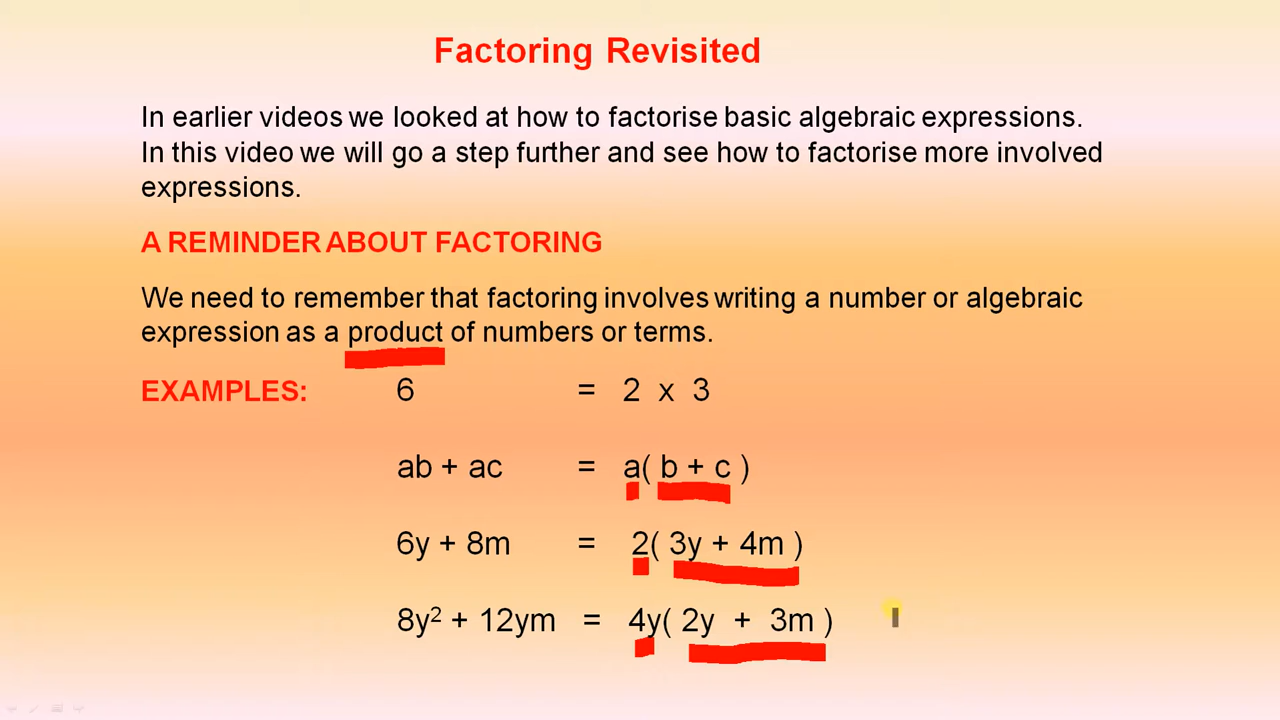 Factoring Revisited
In earlier videos we looked at how to factorise basic algebraic expressions.
In this video we will go a step further and see how to factorise more involved
expressions.
A REMINDER ABOUT FACTORING
We need to remember that factoring involves writing a number or algebraic
expression as a product of numbers or terms.
EXAMPLES: 6 = 2 x 3
ab + ac = a( b + c )
6y + 8m = 2( 3y + 4m )
8y² + 12ym = 4y( 2y + 3m )